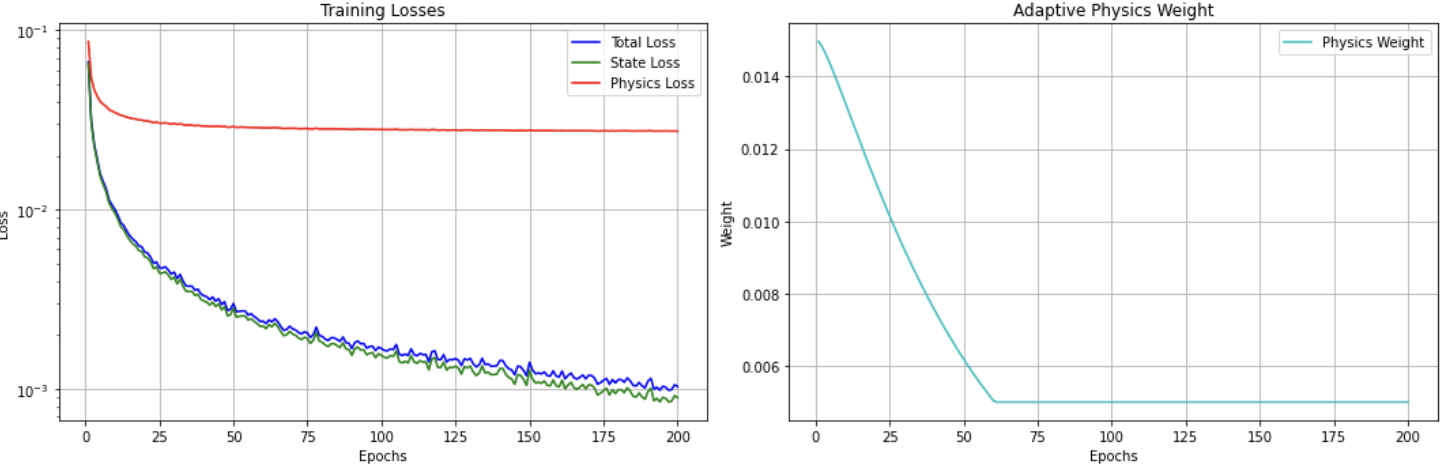 Training Losses
10⁻¹
10⁻²
10⁻³
Loss
Total Loss
State Loss
Physics Loss
0 25 50 75 100 125 150 175 200
Epochs
Adaptive Physics Weight
0.014
0.012
0.010
0.008
0.006
Weight
Physics Weight
0 25 50 75 100 125 150 175 200
Epochs